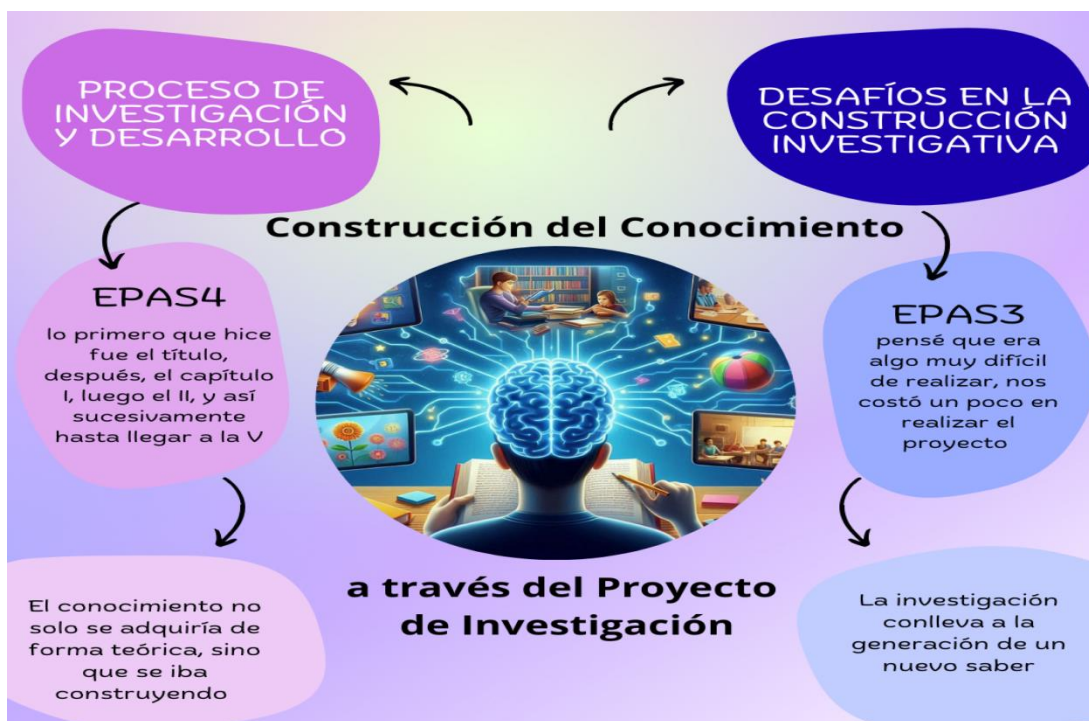 PROCESO DE
INVESTIGACIÓN
Y DESARROLLO
DESAFÍOS EN LA
CONSTRUCCIÓN
INVESTIGATIVA
Construcción del Conocimiento
EPAS4
lo primero que hice
fue el título,
después, el capítulo
I, luego el II, y así
sucesivamente
hasta llegar a la V
EPAS3
pensé que era
algo muy difícil
de realizar, nos
costó un poco en
realizar el
proyecto
a través del Proyecto
de Investigación
El conocimiento no
solo se adquiría de
forma teórica, sino
que se iba
construyendo
La investigación
conlleva a la
generación de un
nuevo saber